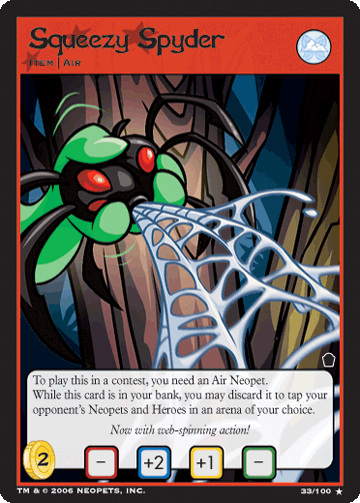 Squeezy Spyder
Item | Air
To play this in a contest, you need an Air Neopet.
While this card is in your bank, you may discard it to tap your
opponent's Neopets and Heroes in an arena of your choice.
Now with web-spinning action!
2
– +2 +1 –
TM & © 2006 NEOPETS, INC. 33/100 ★